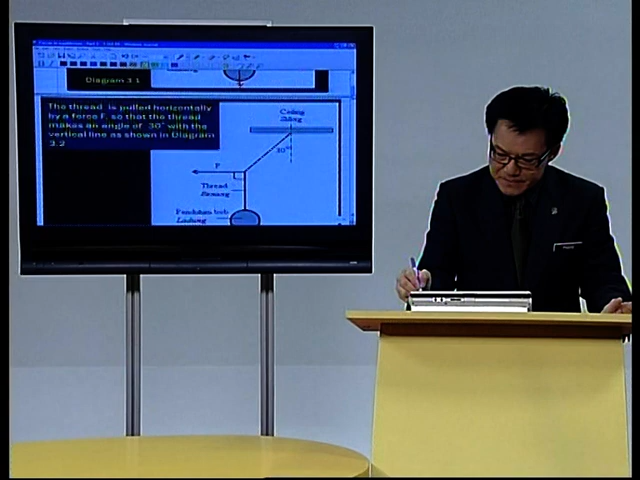 Diagram 3.1
The thread is pulled horizontally
by a force F, so that the thread
makes an angle of 30° with the
vertical line as shown in Diagram
3.2
Ceiling
Siling
30°
F
Thread
Benang
Pendulum bob
Ladung